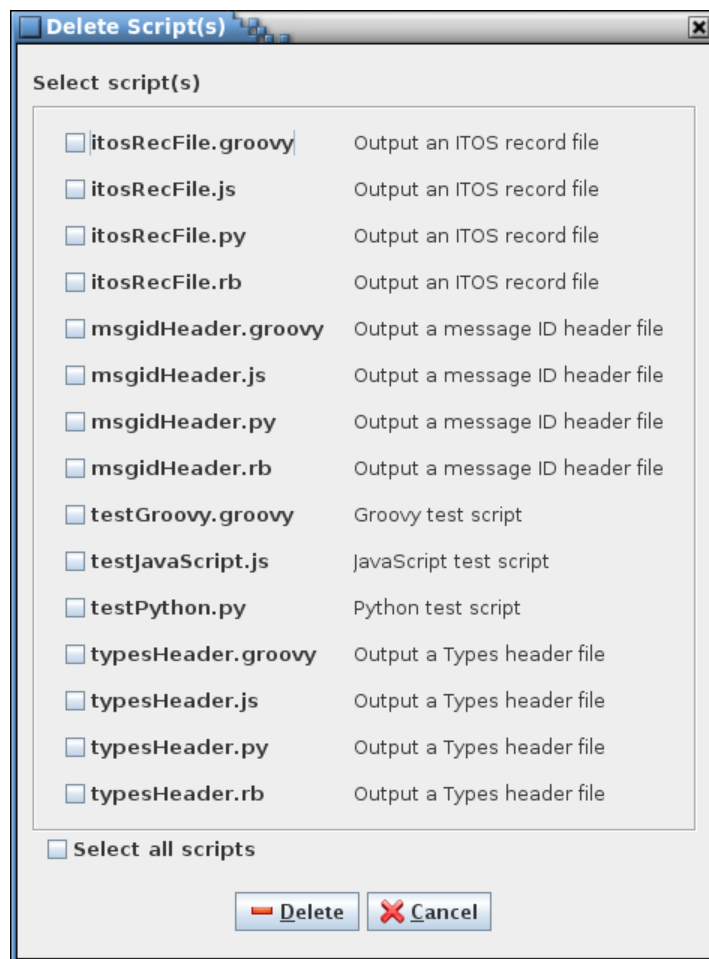 Delete Script(s)
Select script(s)
itosRecFile.groovy Output an ITOS record file
itosRecFile.js Output an ITOS record file
itosRecFile.py Output an ITOS record file
itosRecFile.rb Output an ITOS record file
msgidHeader.groovy Output a message ID header file
msgidHeader.js Output a message ID header file
msgidHeader.py Output a message ID header file
msgidHeader.rb Output a message ID header file
testGroovy.groovy Groovy test script
testJavaScript.js JavaScript test script
testPython.py Python test script
typesHeader.groovy Output a Types header file
typesHeader.js Output a Types header file
typesHeader.py Output a Types header file
typesHeader.rb Output a Types header file
Select all scripts
Delete Cancel